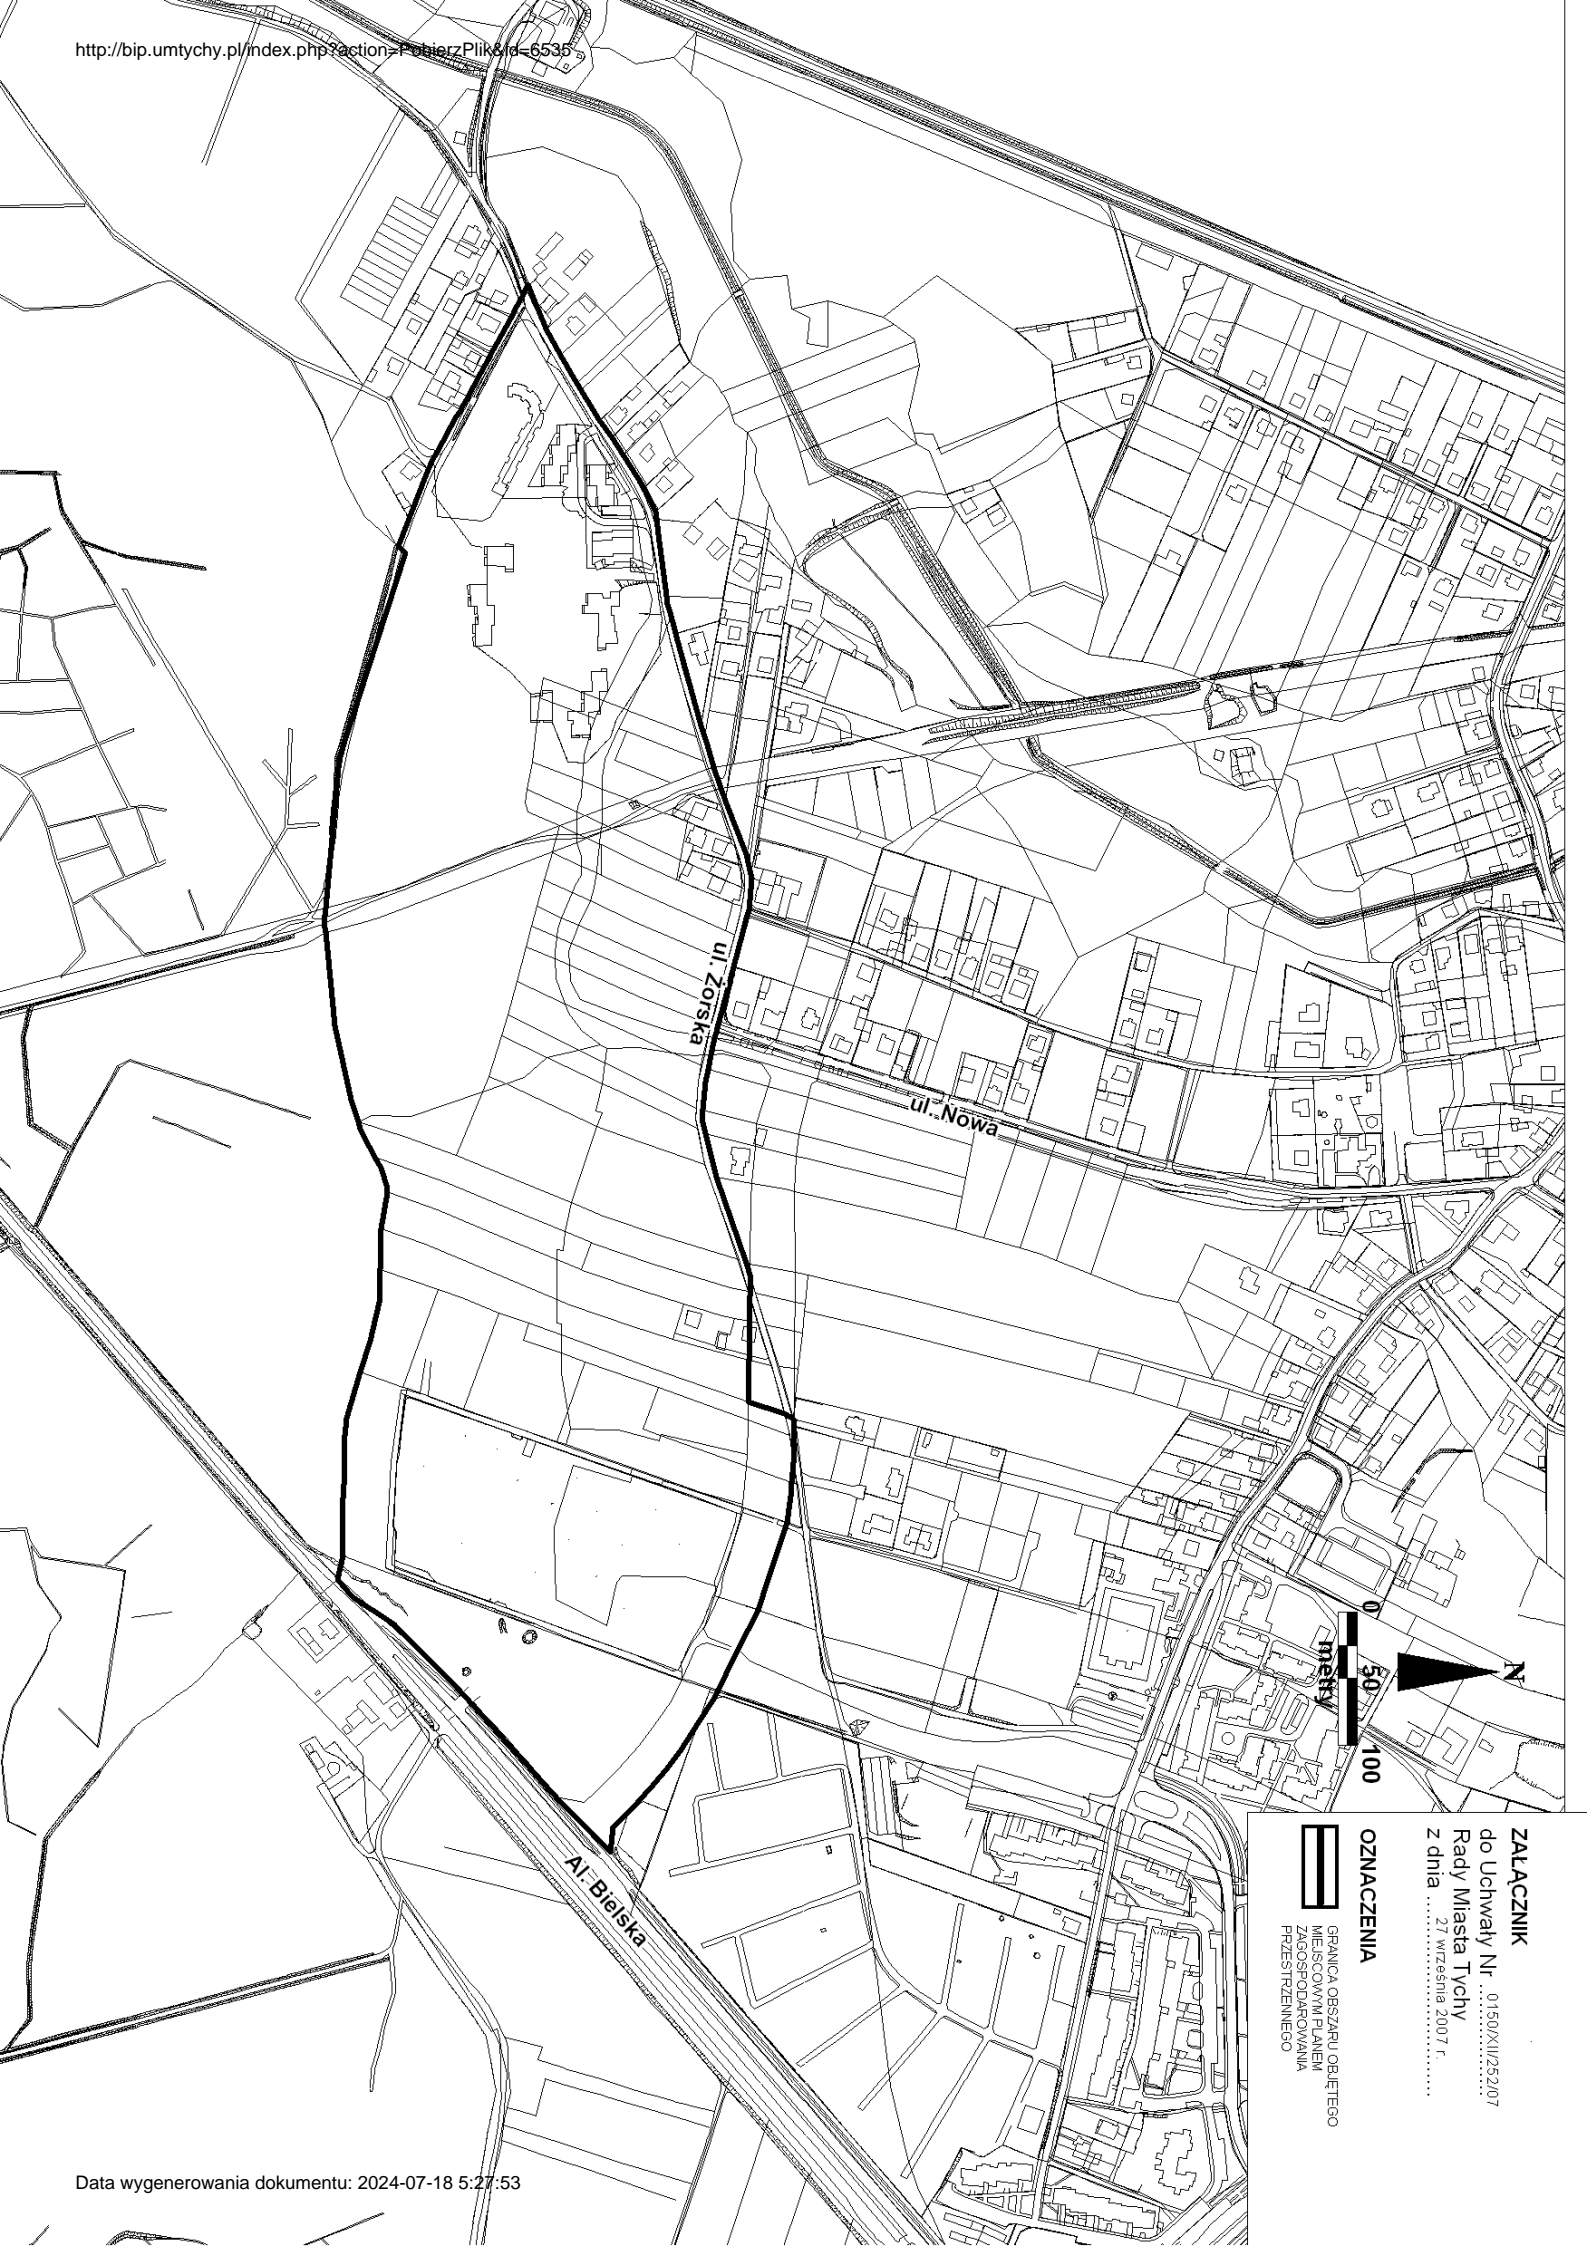 http://bip.umtychy.pl/index.php?action=PobierzPlik&id=6535
ul. Żorska
ul. Nowa
Al. Bielska
N
0 50 100
metry
ZAŁĄCZNIK
do Uchwały Nr 0150/XII/252/07
Rady Miasta Tychy
z dnia 27 września 2007 r.
OZNACZENIA
GRANICA OBSZARU OBJĘTEGO
MIEJSCOWYM PLANEM
ZAGOSPODAROWANIA
PRZESTRZENNEGO
Data wygenerowania dokumentu: 2024-07-18 5:27:53